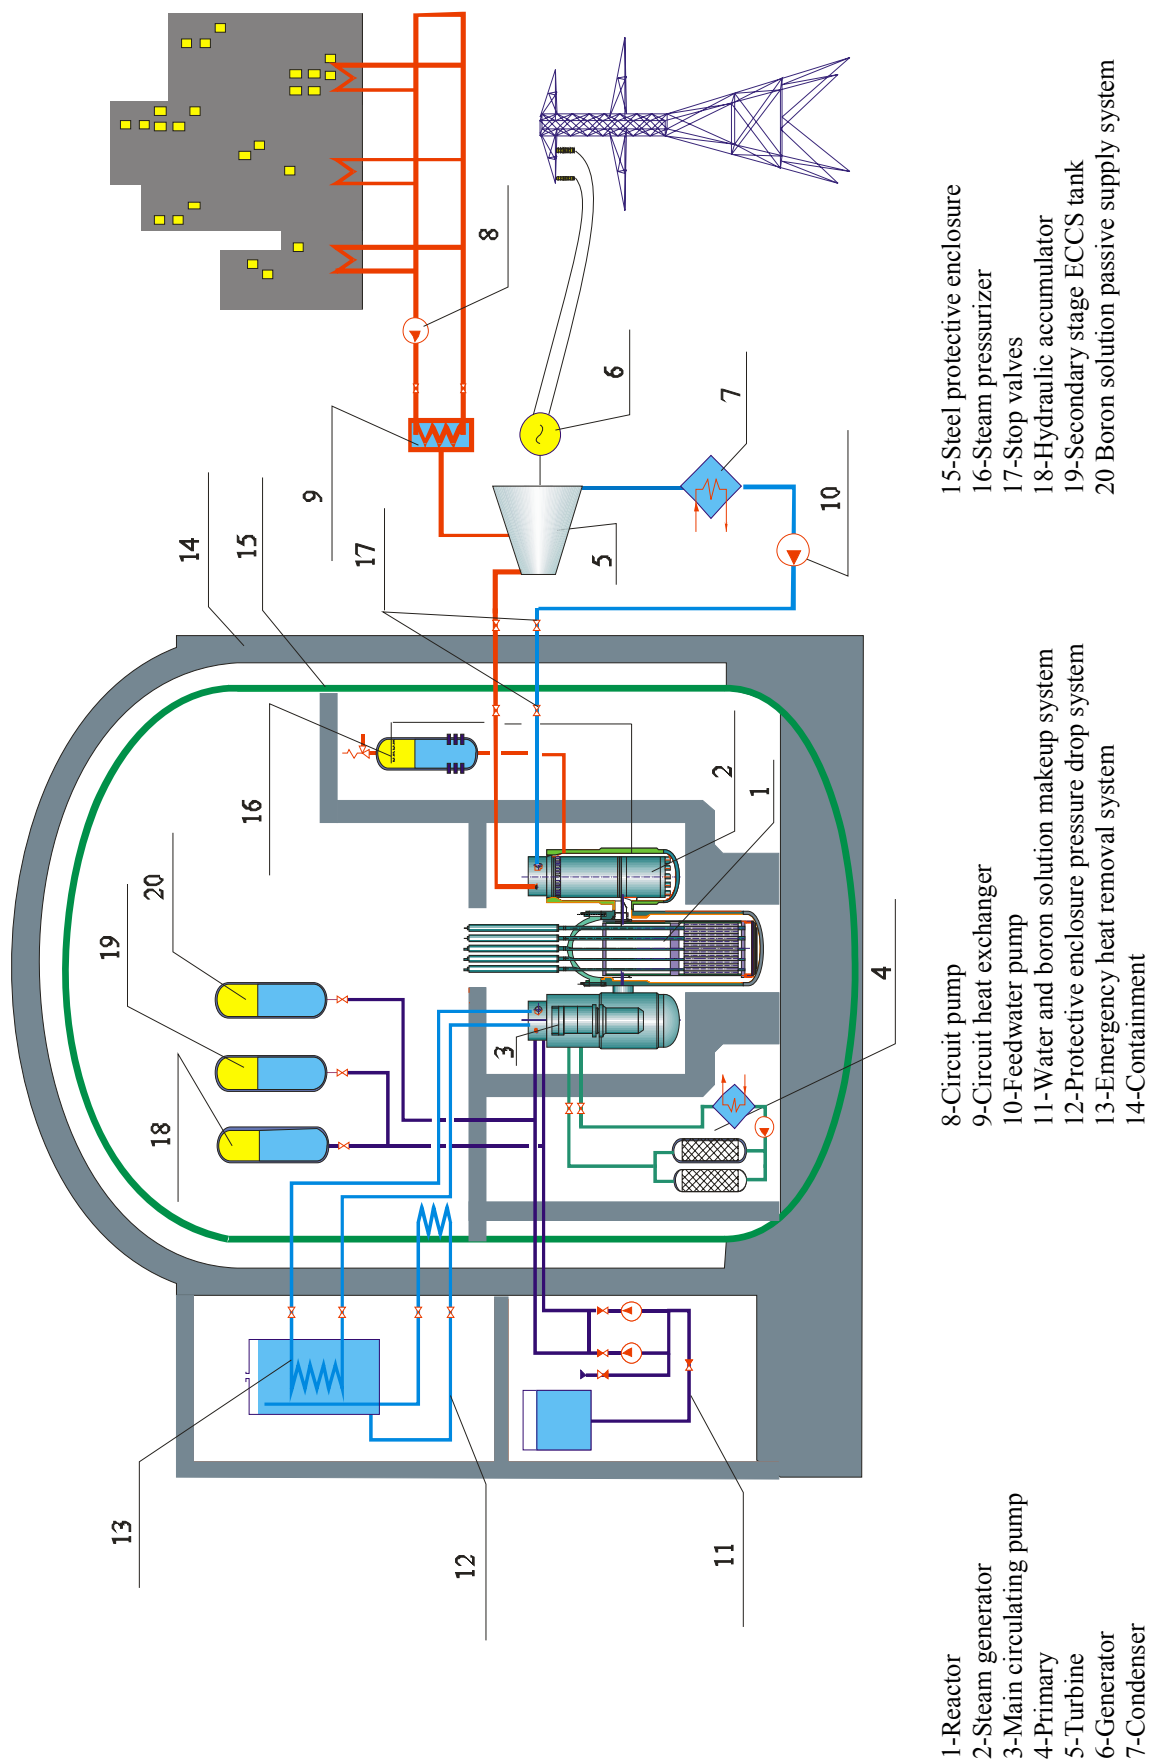 13
12
11
18
19
20
16
14
15
17
9
8
6
7
10
5
3
2
1
4
1-Reactor
2-Steam generator
3-Main circulating pump
4-Primary
5-Turbine
6-Generator
7-Condenser
8-Circuit pump
9-Circuit heat exchanger
10-Feedwater pump
11-Water and boron solution makeup system
12-Protective enclosure pressure drop system
13-Emergency heat removal system
14-Containment
15-Steel protective enclosure
16-Steam pressurizer
17-Stop valves
18-Hydraulic accumulator
19-Secondary stage ECCS tank
20 Boron solution passive supply system